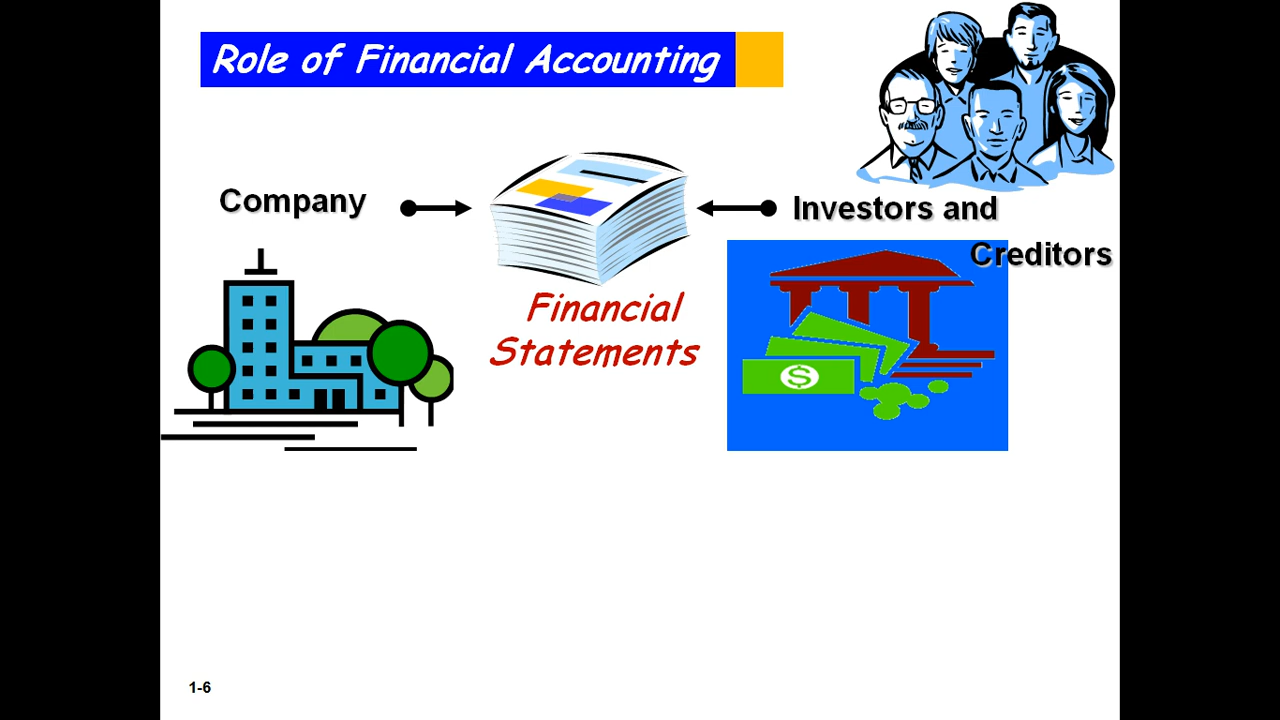 Role of Financial Accounting
Company
Investors and
Creditors
Financial
Statements
$
1-6